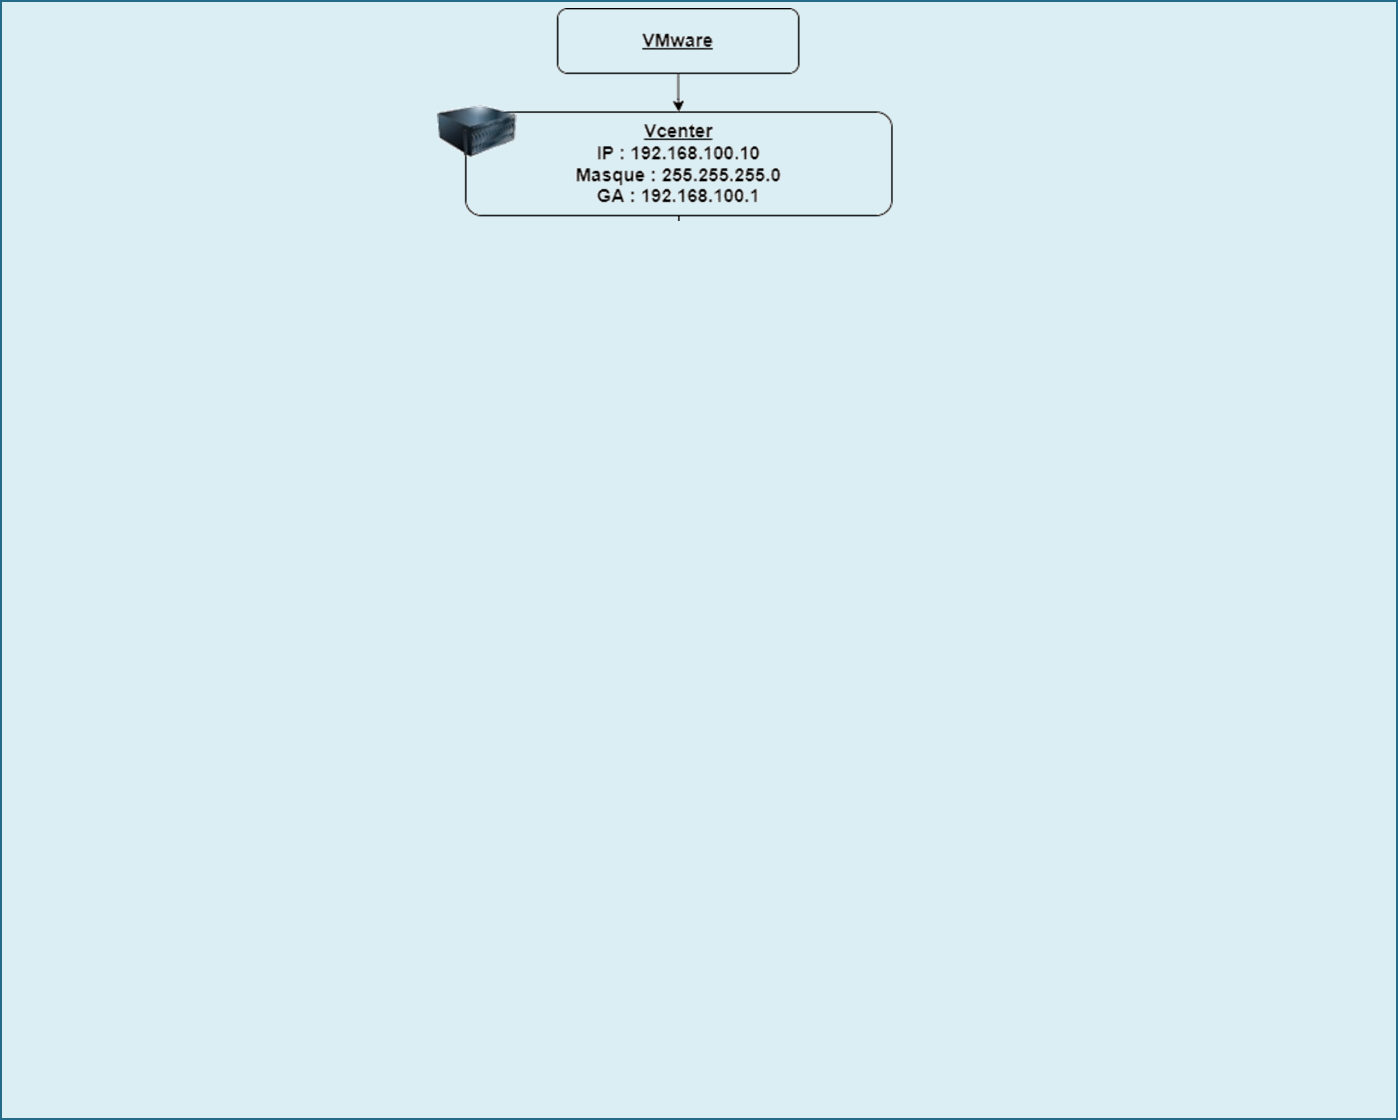 VMware
Vcenter
IP : 192.168.100.10
Masque : 255.255.255.0
GA : 192.168.100.1